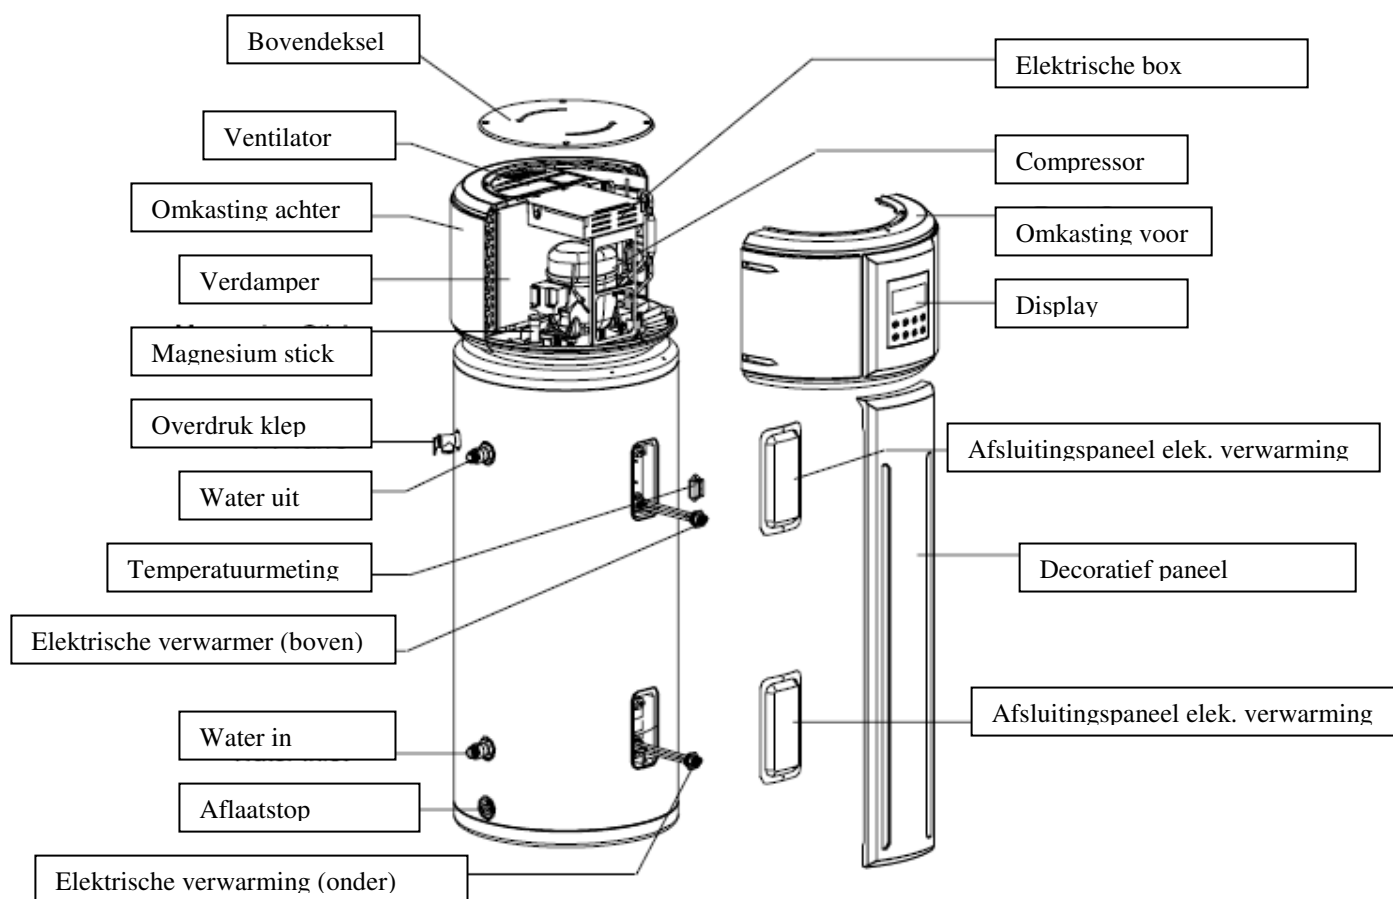 Bovendeksel
Elektrische box
Ventilator
Compressor
Omkasting achter
Omkasting voor
Verdamper
Display
Magnesium stick
Overdruk klep
Afsluitingspaneel elek. verwarming
Water uit
Temperatuurmeting
Decoratief paneel
Elektrische verwarmer (boven)
Afsluitingspaneel elek. verwarming
Water in
Aflaatstop
Elektrische verwarming (onder)